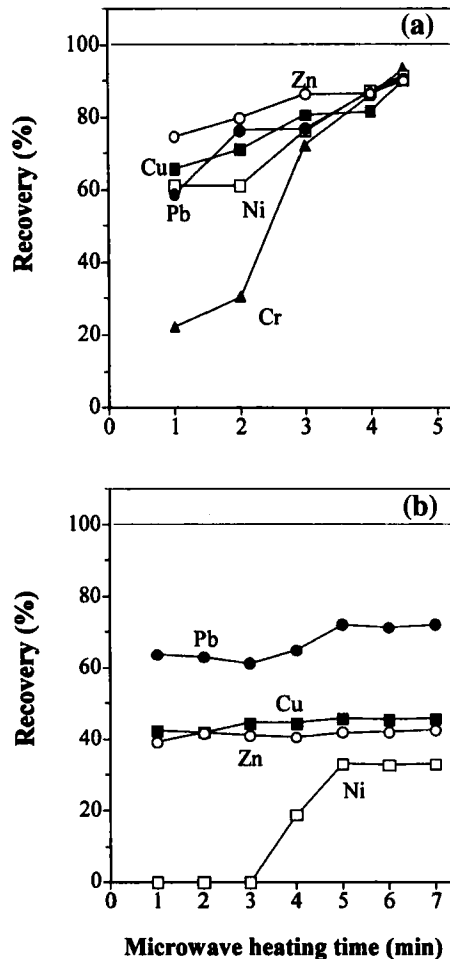 (a)
Recovery (%)
100
80
60
40
20
0
Zn
Cu
Pb
Ni
Cr
0 1 2 3 4 5
(b)
Recovery (%)
100
80
60
40
20
0
Pb
Cu
Zn
Ni
0 1 2 3 4 5 6 7
Microwave heating time (min)